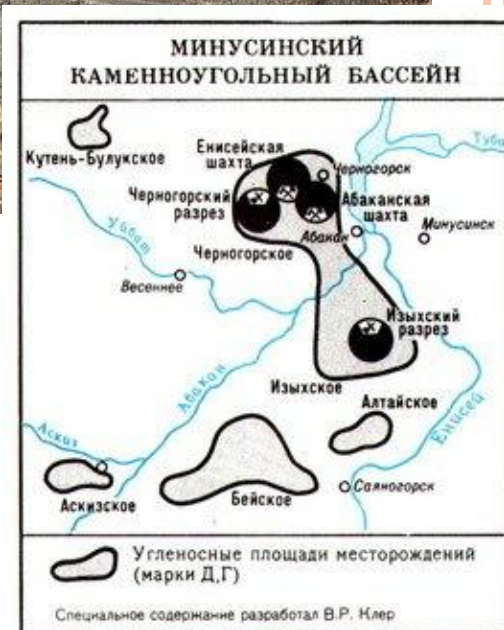 МИНУСИНСКИЙ
КАМЕННОУГОЛЬНЫЙ БАССЕЙН
Кутень-Булукское
Енисейская
шахта
Черногорск
Туба
Черногорский
разрез
Абаканская
шахта
Уйбат
Черногорское
Абакан
Минусинск
Весеннее
Изыхский
разрез
Абакан
Изыхское
Алтайское
Енисей
Аскиз
Аскизское
Бейское
Саяногорск
Угленосные площади месторождений
(марки Д,Г)
Специальное содержание разработал В.Р. Клер